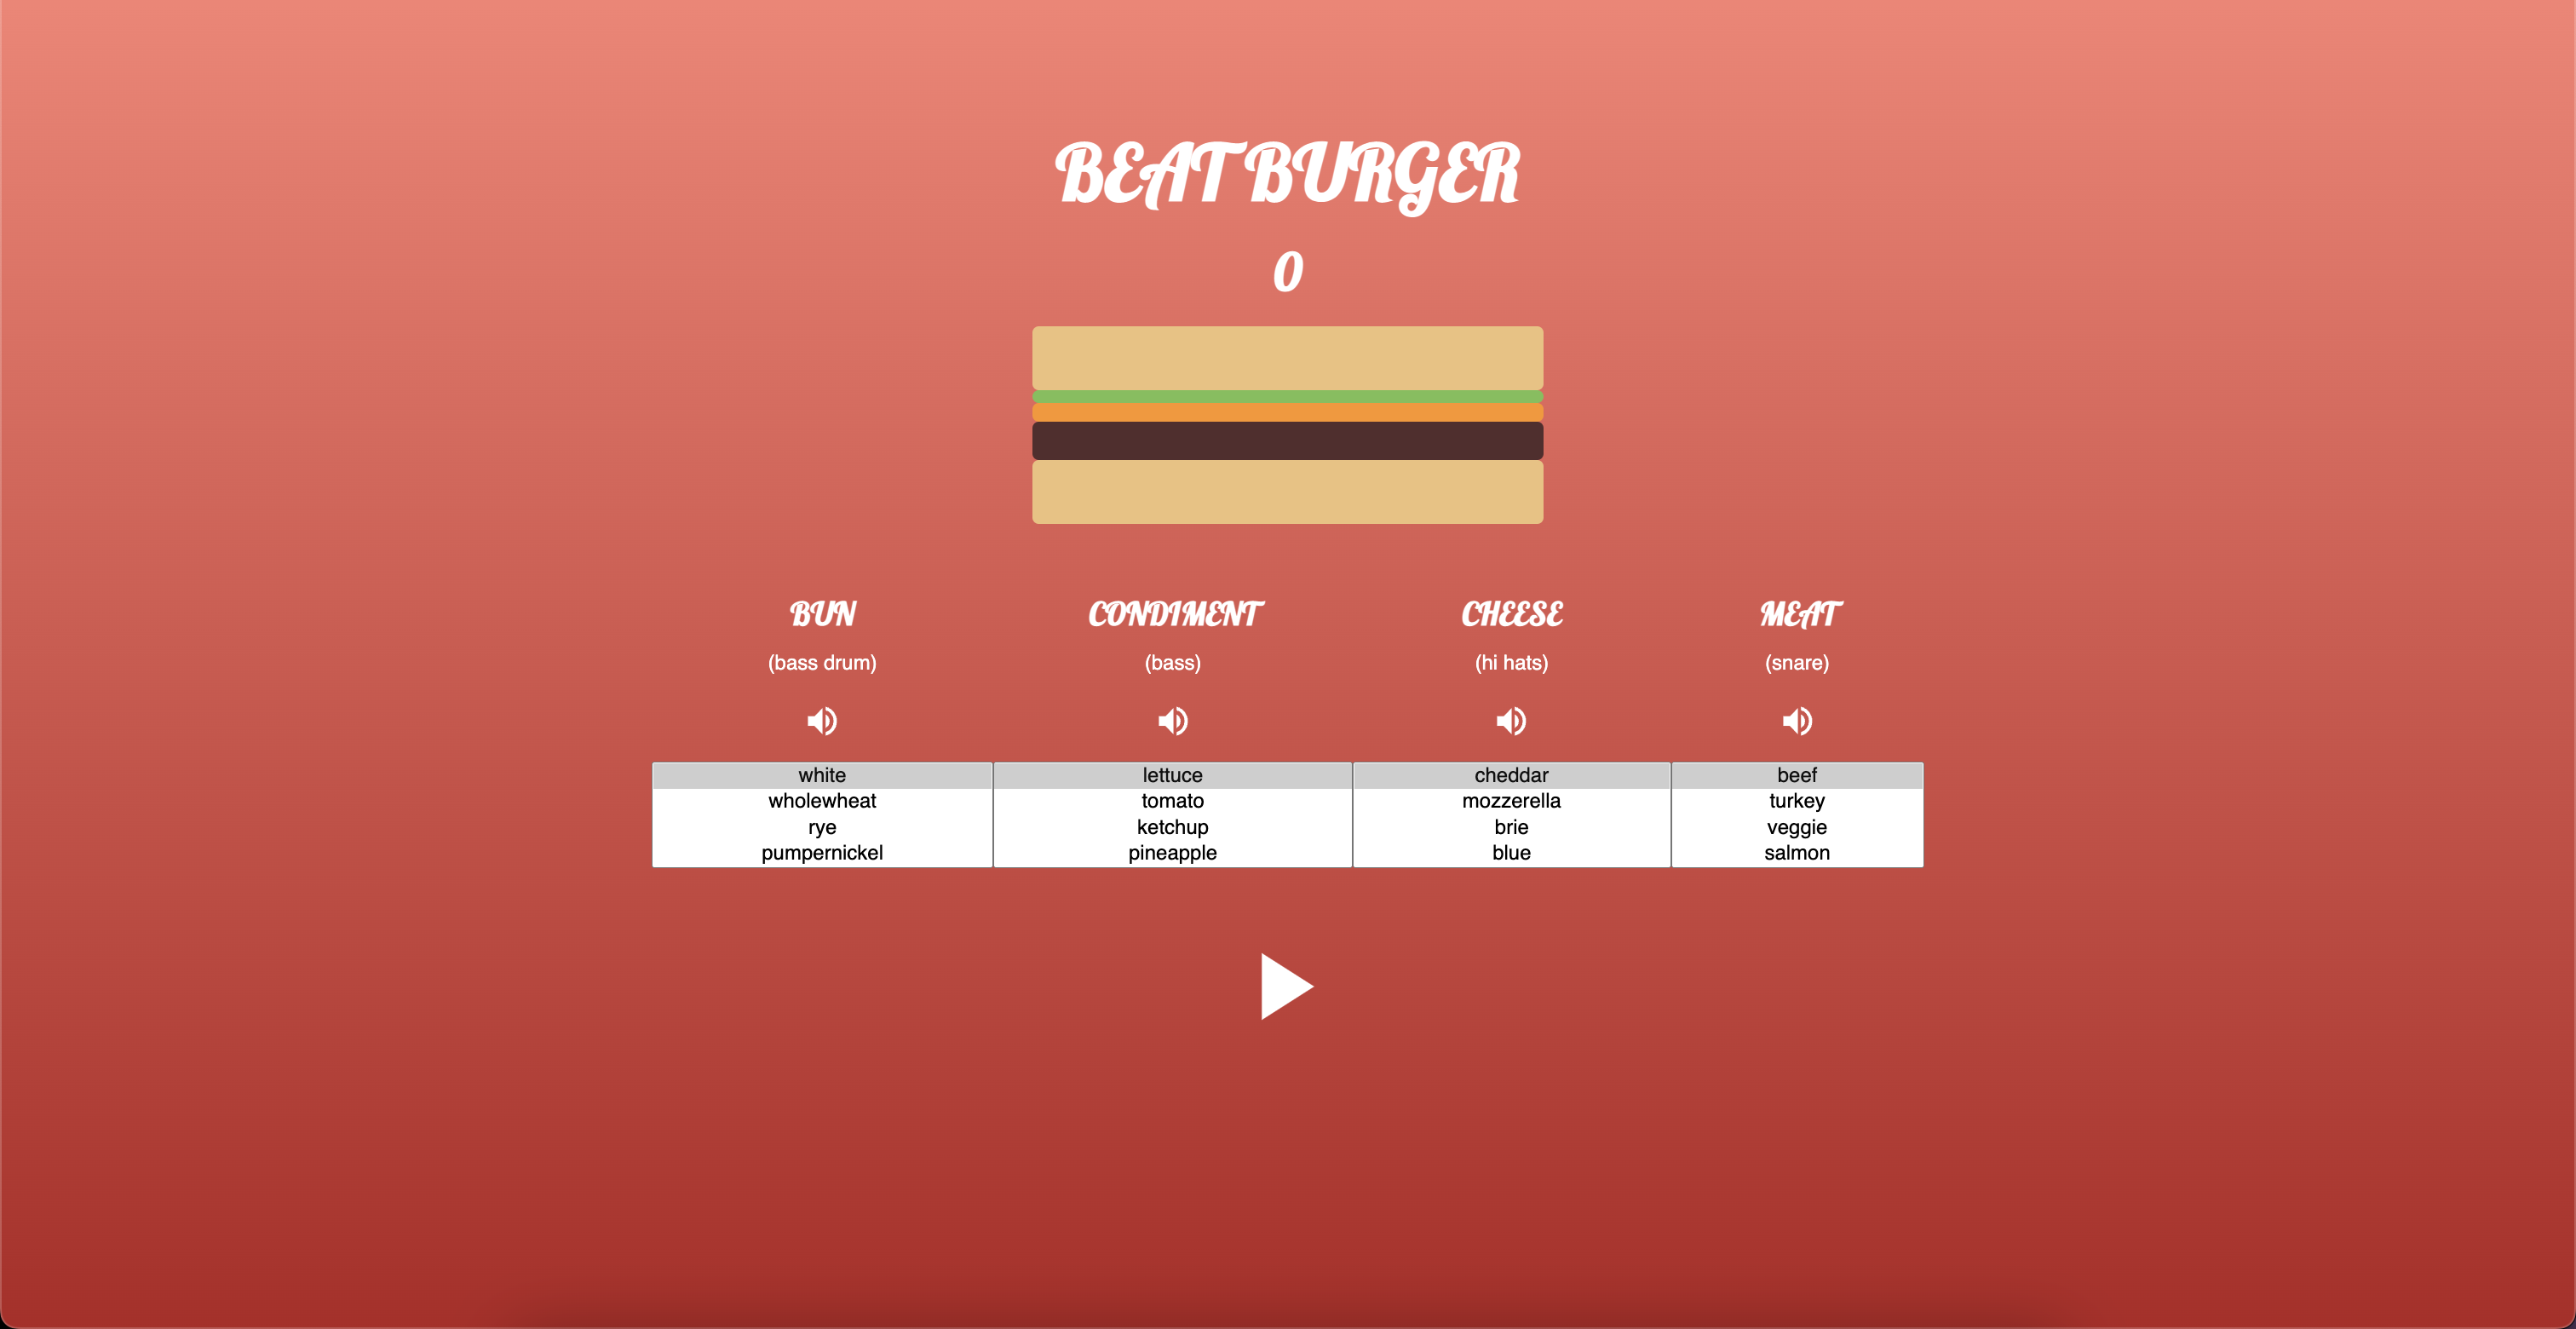 BEAT BURGER
0
BUN CONDIMENT CHEESE MEAT
(bass drum) (bass) (hi hats) (snare)
white lettuce cheddar beef
wholewheat tomato mozzerella turkey
rye ketchup brie veggie
pumpernickel pineapple blue salmon